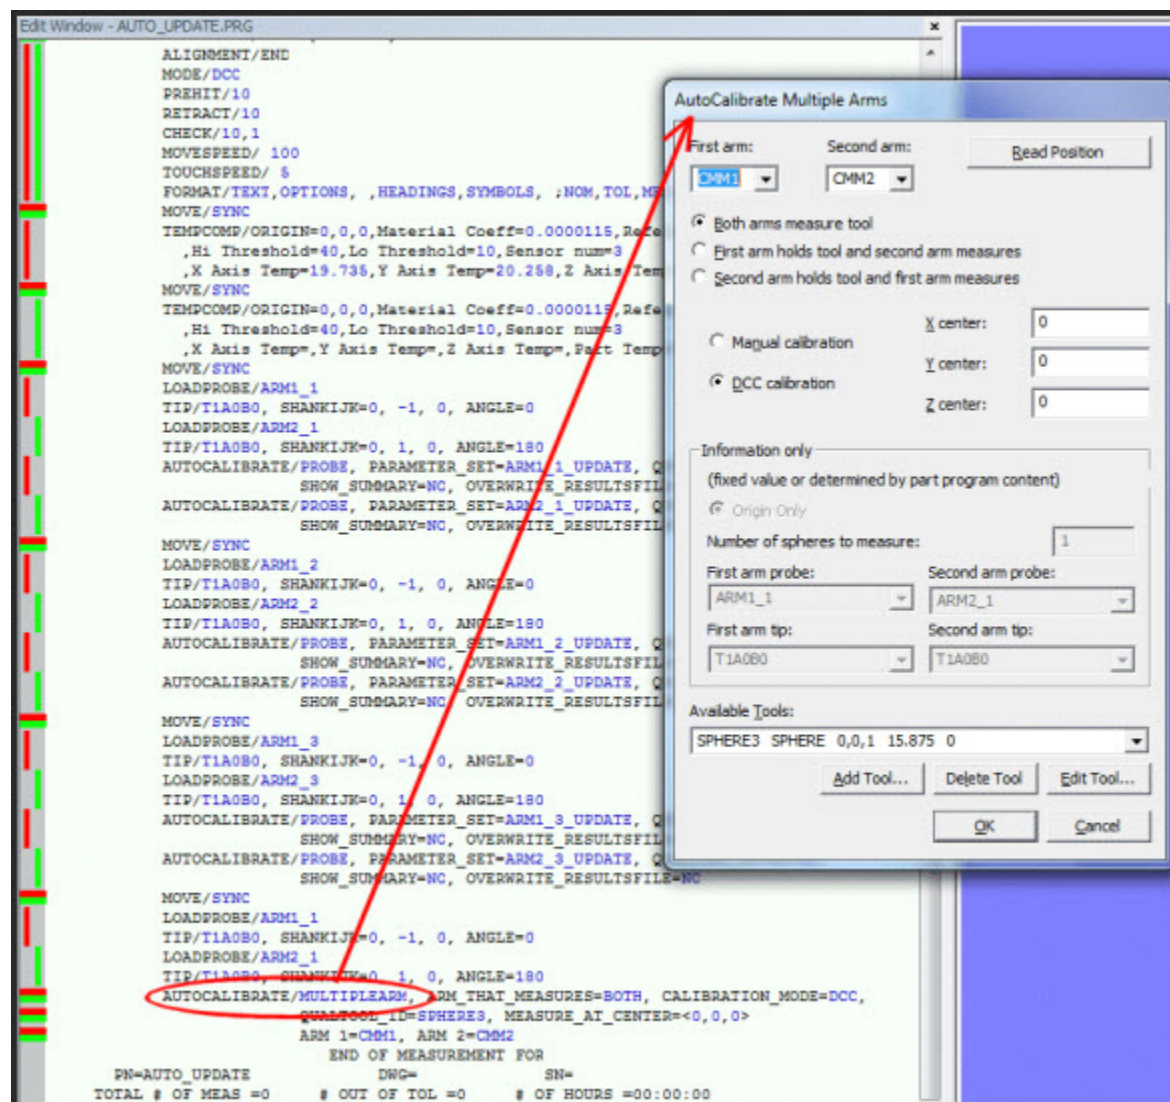 Edit Window - AUTO_UPDATE.PRG
ALIGNMENT/END
MODE/DCC
PREHIT/10
RETRACT/10
CHECK/10,1
MOVESPEED/ 100
TOUCHSPEED/ 5
FORMAT/TEXT,OPTIONS, ,HEADINGS,SYMBOLS, ;NOM,TOL,ME
MOVE/SYNC
TEMPCOMP/ORIGIN=0,0,0,Material Coeff=0.0000115,Refe
,Hi Threshold=40,Lo Threshold=10,Sensor num=3
,X Axis Temp=19.735,Y Axis Temp=20.258,Z Axis Tem
MOVE/SYNC
TEMPCOMP/ORIGIN=0,0,0,Material Coeff=0.0000115,Refe
,Hi Threshold=40,Lo Threshold=10,Sensor num=3
,X Axis Temp=,Y Axis Temp=,Z Axis Temp=,Part Temp
MOVE/SYNC
LOADPROBE/ARM1_1
TIP/T1A0B0, SHANKIJK=0, -1, 0, ANGLE=0
LOADPROBE/ARM2_1
TIP/T1A0B0, SHANKIJK=0, 1, 0, ANGLE=180
AUTOCALIBRATE/PROBE, PARAMETER_SET=ARM1_1_UPDATE, Q
SHOW_SUMMARY=NO, OVERWRITE_RESULTSFIL
AUTOCALIBRATE/PROBE, PARAMETER_SET=ARM2_1_UPDATE, Q
SHOW_SUMMARY=NO, OVERWRITE_RESULTSFIL
MOVE/SYNC
LOADPROBE/ARM1_2
TIP/T1A0B0, SHANKIJK=0, -1, 0, ANGLE=0
LOADPROBE/ARM2_2
TIP/T1A0B0, SHANKIJK=0, 1, 0, ANGLE=180
AUTOCALIBRATE/PROBE, PARAMETER_SET=ARM1_2_UPDATE, Q
SHOW_SUMMARY=NO, OVERWRITE_RESULTSFIL
AUTOCALIBRATE/PROBE, PARAMETER_SET=ARM2_2_UPDATE, Q
SHOW_SUMMARY=NO, OVERWRITE_RESULTSFIL
MOVE/SYNC
LOADPROBE/ARM1_3
TIP/T1A0B0, SHANKIJK=0, -1, 0, ANGLE=0
LOADPROBE/ARM2_3
TIP/T1A0B0, SHANKIJK=0, 1, 0, ANGLE=180
AUTOCALIBRATE/PROBE, PARAMETER_SET=ARM1_3_UPDATE, Q
SHOW_SUMMARY=NO, OVERWRITE_RESULTSFIL
AUTOCALIBRATE/PROBE, PARAMETER_SET=ARM2_3_UPDATE, Q
SHOW_SUMMARY=NO, OVERWRITE_RESULTSFILE=NO
MOVE/SYNC
LOADPROBE/ARM1_1
TIP/T1A0B0, SHANKIJK=0, -1, 0, ANGLE=0
LOADPROBE/ARM2_1
TIP/T1A0B0, SHANKIJK=0, 1, 0, ANGLE=180
AUTOCALIBRATE/MULTIPLEARM, ARM_THAT_MEASURES=BOTH, CALIBRATION_MODE=DCC,
QUALTOOL_ID=SPHERE3, MEASURE_AT_CENTER=<0,0,0>
ARM 1=CMM1, ARM 2=CMM2
END OF MEASUREMENT FOR
PN=AUTO_UPDATE DWG= SN=
TOTAL # OF MEAS =0 # OUT OF TOL =0 # OF HOURS =00:00:00
AutoCalibrate Multiple Arms
First arm: Second arm:
Read Position
CMM1 CMM2
Both arms measure tool
First arm holds tool and second arm measures
Second arm holds tool and first arm measures
Manual calibration
DCC calibration
X center: 0
Y center: 0
Z center: 0
Information only
(fixed value or determined by part program content)
Origin Only
Number of spheres to measure: 1
First arm probe: Second arm probe:
ARM1_1 ARM2_1
First arm tip: Second arm tip:
T1A0B0 T1A0B0
Available Tools:
SPHERE3 SPHERE 0,0,1 15.875 0
Add Tool... Delete Tool Edit Tool...
OK Cancel